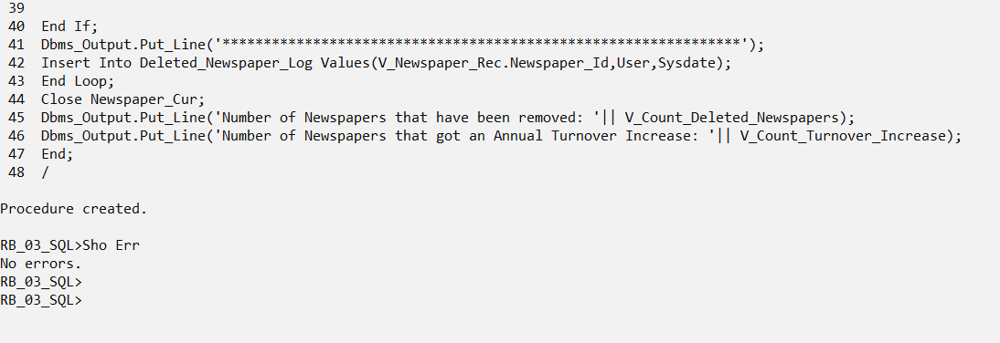 39
40 End If;
41 Dbms_Output.Put_Line('***************************************************************');
42 Insert Into Deleted_Newspaper_Log Values(V_Newspaper_Rec.Newspaper_Id,User,Sysdate);
43 End Loop;
44 Close Newspaper_Cur;
45 Dbms_Output.Put_Line('Number of Newspapers that have been removed: '|| V_Count_Deleted_Newspapers);
46 Dbms_Output.Put_Line('Number of Newspapers that got an Annual Turnover Increase: '|| V_Count_Turnover_Increase);
47 End;
48 /
Procedure created.
RB_03_SQL>Sho Err
No errors.
RB_03_SQL>
RB_03_SQL>